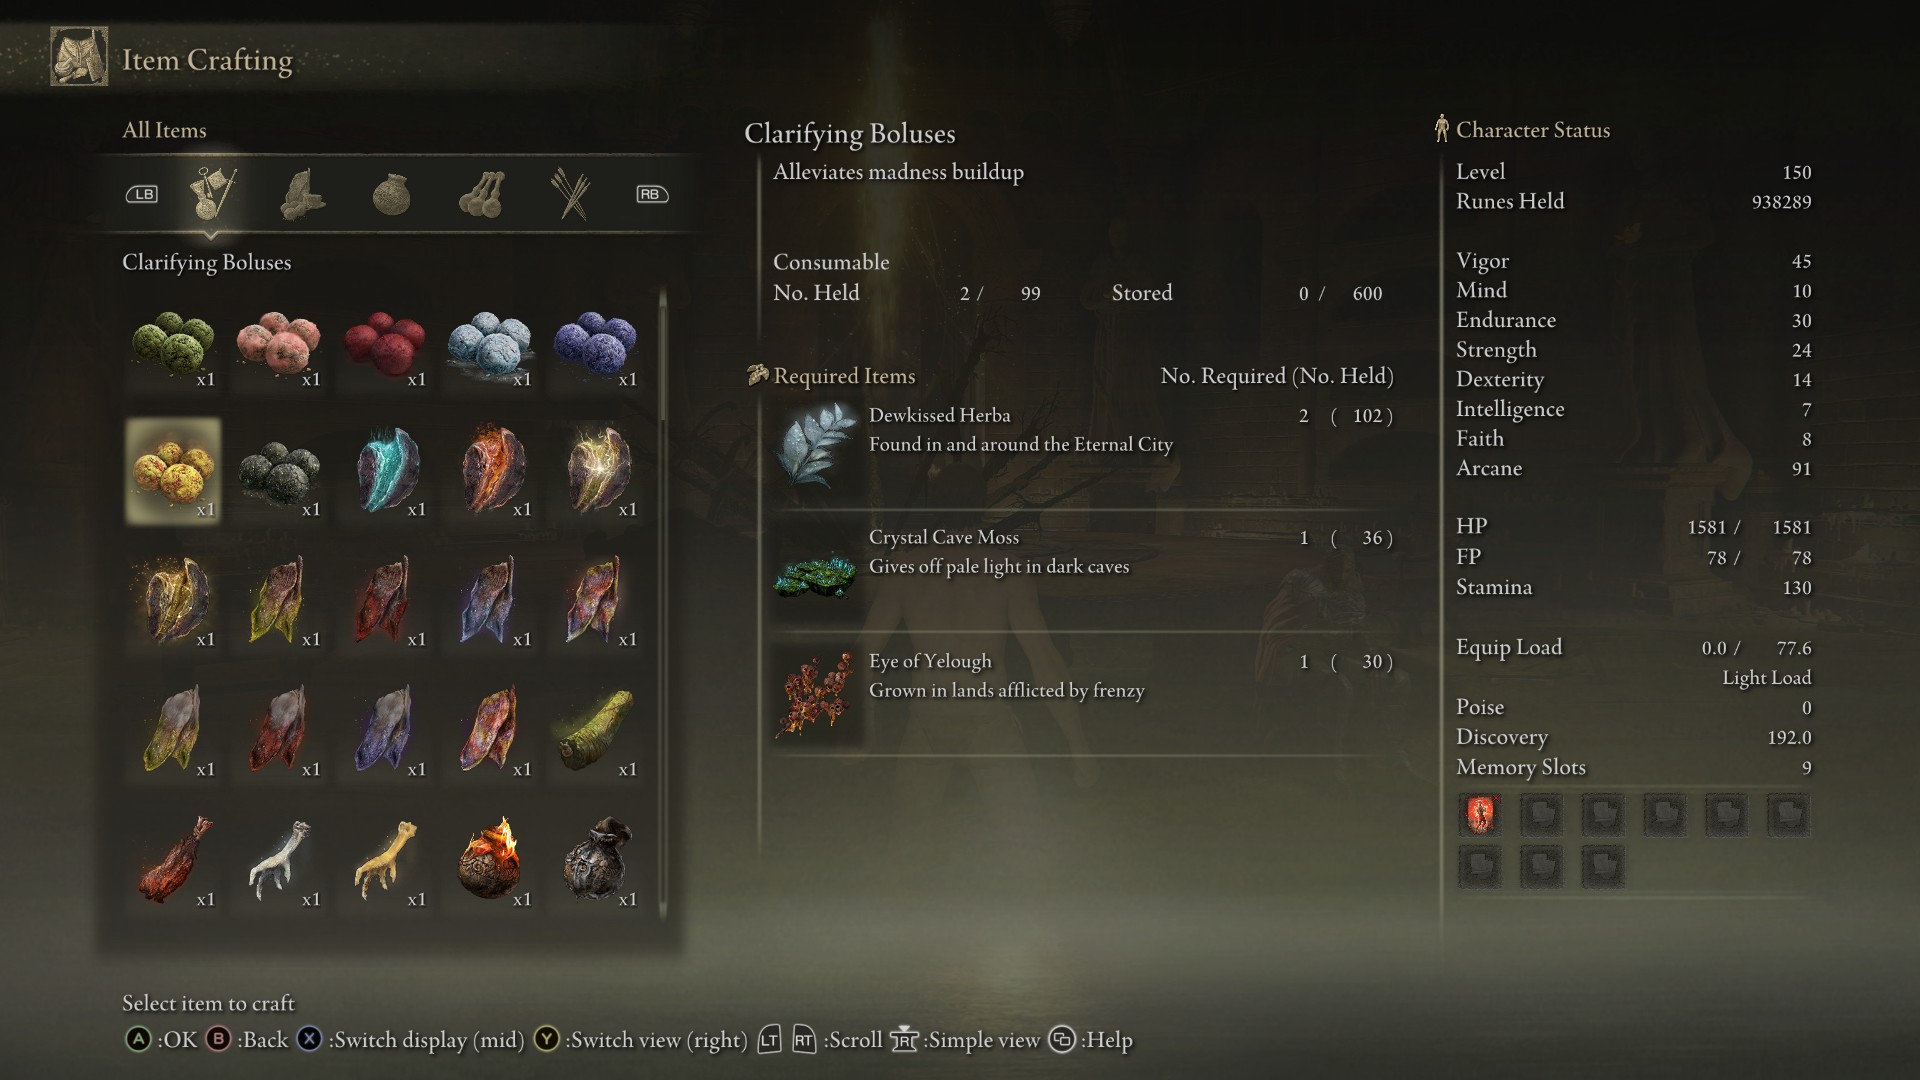 Item Crafting
All Items
LB
RB
Clarifying Boluses
x1 x1 x1 x1 x1
x1 x1 x1 x1 x1
x1 x1 x1 x1 x1
x1 x1 x1 x1 x1
x1 x1 x1 x1 x1
Clarifying Boluses
Alleviates madness buildup
Consumable
No. Held 2 / 99 Stored 0 / 600
Required Items No. Required (No. Held)
Dewkissed Herba 2 ( 102 )
Found in and around the Eternal City
Crystal Cave Moss 1 ( 36 )
Gives off pale light in dark caves
Eye of Yelough 1 ( 30 )
Grown in lands afflicted by frenzy
Character Status
Level 150
Runes Held 938289
Vigor 45
Mind 10
Endurance 30
Strength 24
Dexterity 14
Intelligence 7
Faith 8
Arcane 91
HP 1581 / 1581
FP 78 / 78
Stamina 130
Equip Load 0.0 / 77.6
Light Load
Poise 0
Discovery 192.0
Memory Slots 9
Select item to craft
A :OK B :Back X :Switch display (mid) Y :Switch view (right) LT RT :Scroll R :Simple view :Help